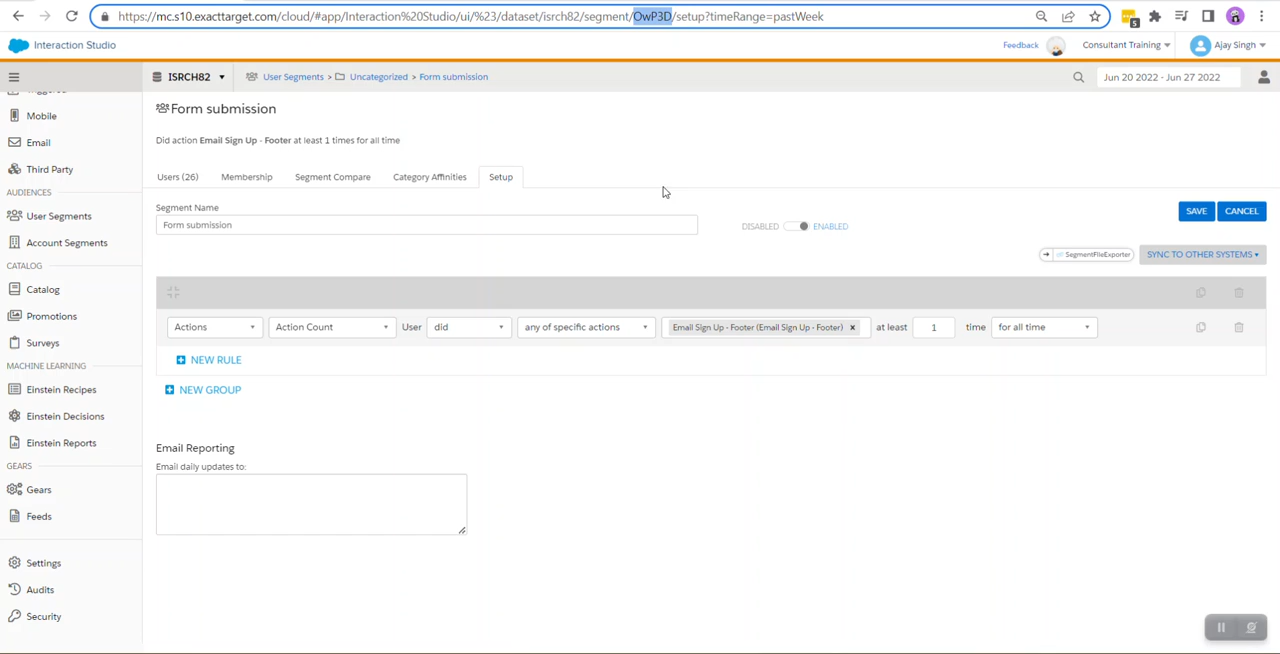 mc.s10.exacttarget.com/cloud/#app/Interaction%20Studio/ui/%23/dataset/isrch82/segment/OwP3D/setup?timeRange=pastWeek
5
Interaction Studio
Feedback
Consultant Training
Ajay Singh
ISRCH82
User Segments > Uncategorized > Form submission
Jun 20 2022 - Jun 27 2022
Mobile
Email
Third Party
AUDIENCES
User Segments
Account Segments
CATALOG
Catalog
Promotions
Surveys
MACHINE LEARNING
Einstein Recipes
Einstein Decisions
Einstein Reports
GEARS
Gears
Feeds
Settings
Audits
Security
Form submission
Did action Email Sign Up - Footer at least 1 times for all time
Users (26)
Membership
Segment Compare
Category Affinities
Setup
Segment Name
Form submission
DISABLED
ENABLED
SAVE
CANCEL
SegmentFileExporter
SYNC TO OTHER SYSTEMS
Actions
Action Count
User
did
any of specific actions
Email Sign Up - Footer (Email Sign Up - Footer) x
at least
1
time
for all time
NEW RULE
NEW GROUP
Email Reporting
Email daily updates to: